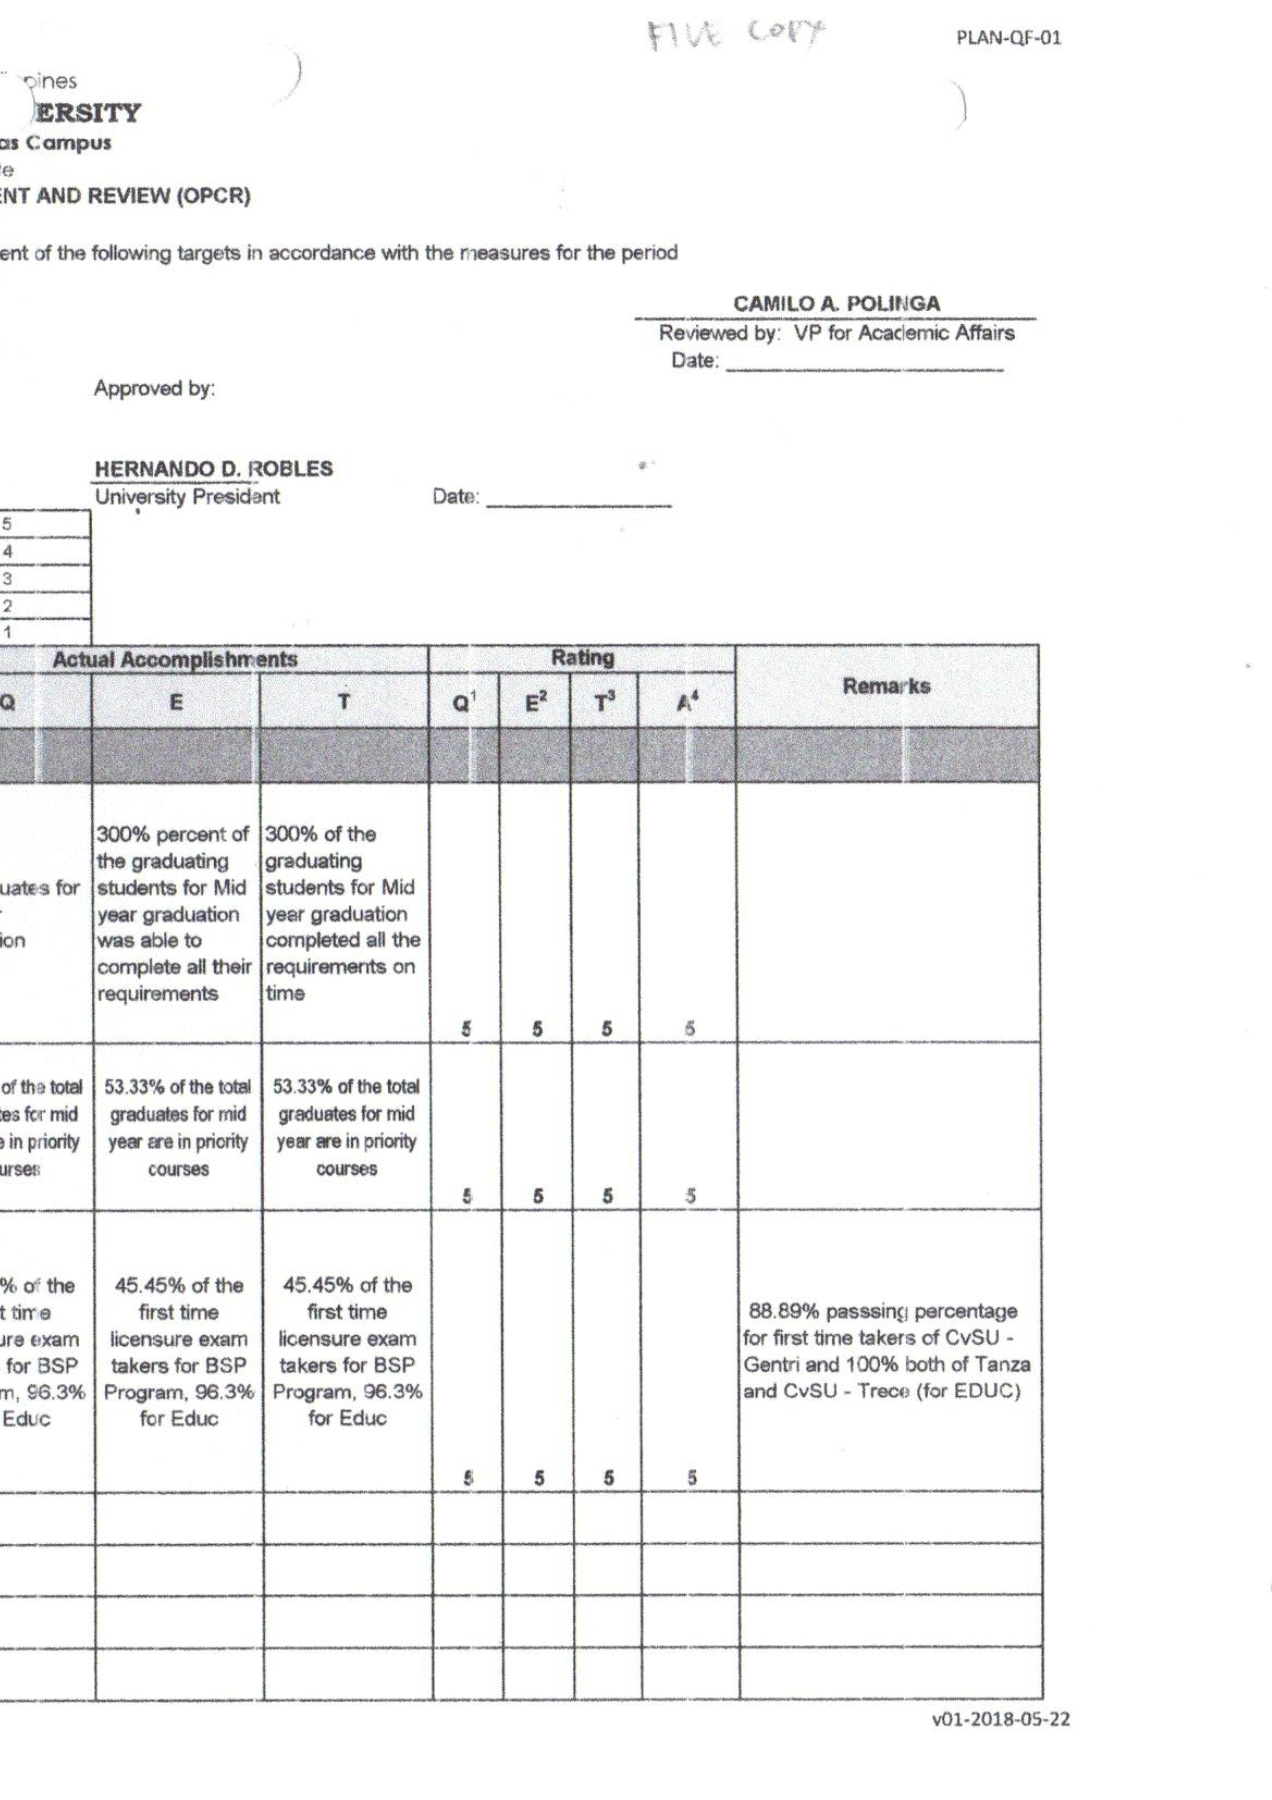 FIVE COPY
PLAN-QF-01
pines
ERSITY
as Campus
te
ENT AND REVIEW (OPCR)
ent of the following targets in accordance with the measures for the period
CAMILO A. POLINGA
Reviewed by: VP for Academic Affairs
Date:
Approved by:
HERNANDO D. ROBLES
University President Date:
5
4
3
2
1
Actual Accomplishments Rating Remarks
Q E T Q1 E2 T3 A4
uates for
ion
300% percent of
the graduating
students for Mid
year graduation
was able to
complete all their
requirements
300% of the
graduating
students for Mid
year graduation
completed all the
requirements on
time
5 5 5 5
of the total
tes for mid
e in priority
urses
53.33% of the total
graduates for mid
year are in priority
courses
53.33% of the total
graduates for mid
year are in priority
courses
5 5 5 5
% of the
t time
ure exam
for BSP
m, 96.3%
Educ
45.45% of the
first time
licensure exam
takers for BSP
Program, 96.3%
for Educ
45.45% of the
first time
licensure exam
takers for BSP
Program, 96.3%
for Educ
5 5 5 5
88.89% passsing percentage
for first time takers of CvSU -
Gentri and 100% both of Tanza
and CvSU - Trece (for EDUC)
v01-2018-05-22